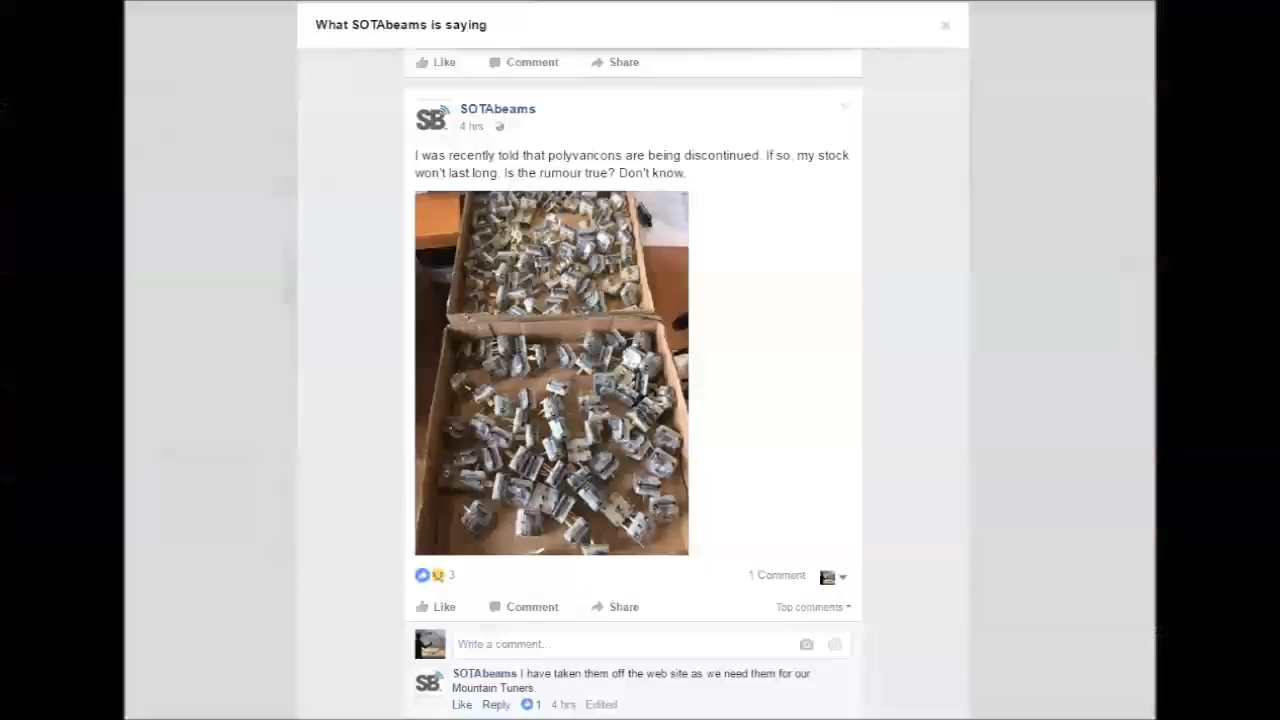 What SOTAbeams is saying
Like Comment Share
SB
SOTAbeams
4 hrs
I was recently told that polyvaricons are being discontinued. If so, my stock
won't last long. Is the rumour true? Don't know.
3 1 Comment
Like Comment Share Top comments
Write a comment...
SB
SOTAbeams I have taken them off the web site as we need them for our
Mountain Tuners.
Like Reply 1 4 hrs Edited